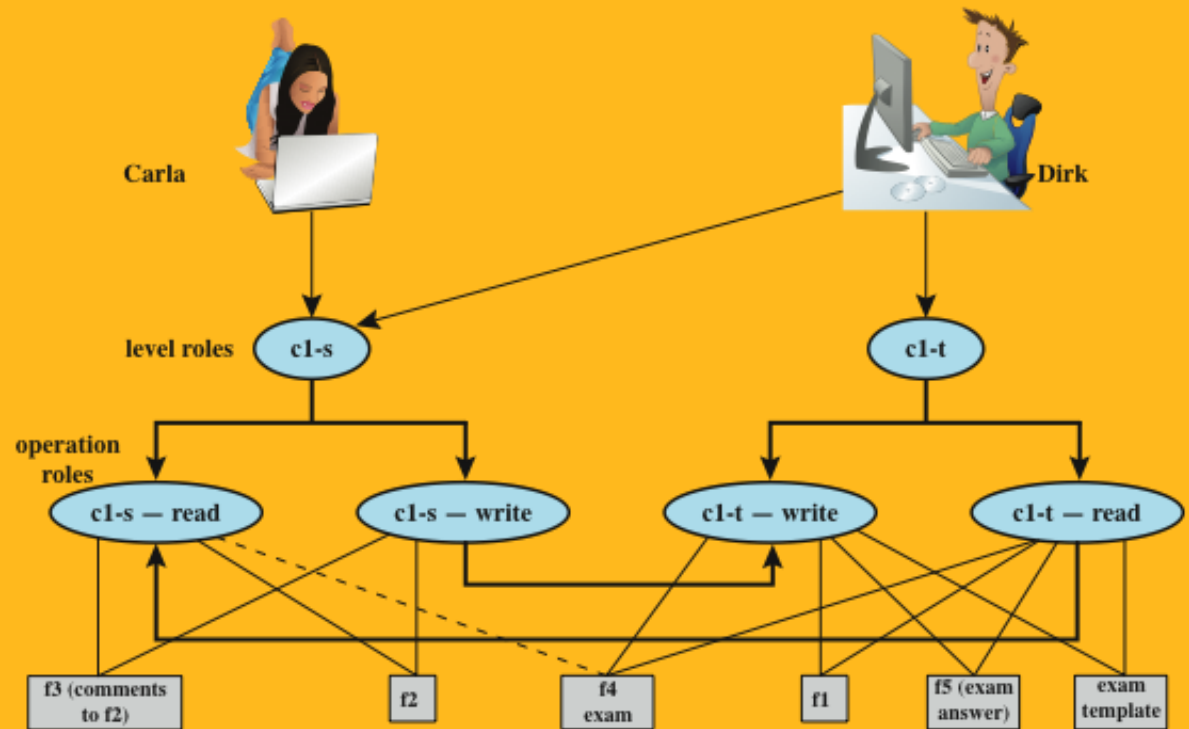 Carla
Dirk
level roles
c1-s
c1-t
operation
roles
c1-s — read
c1-s — write
c1-t — write
c1-t — read
f3 (comments
to f2)
f2
f4
exam
f1
f5 (exam
answer)
exam
template